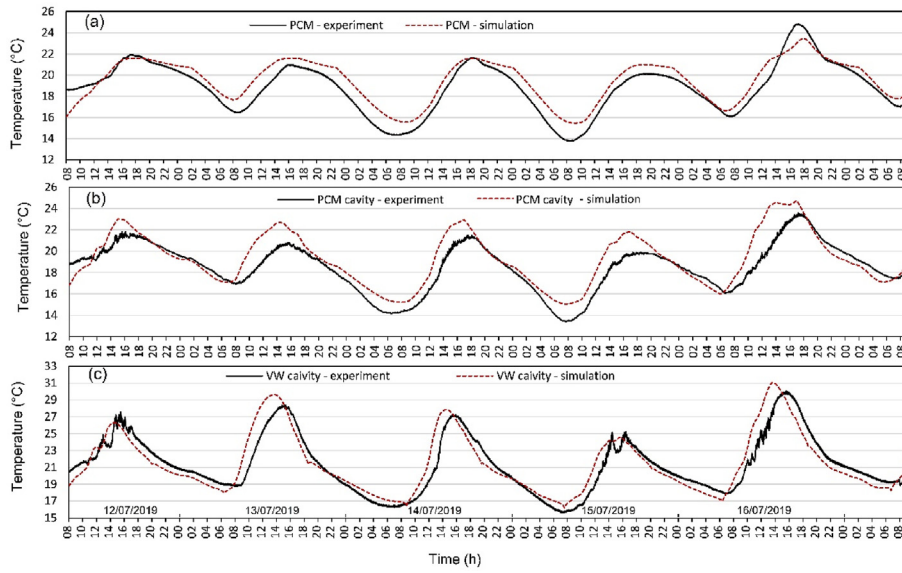 (a)
PCM - experiment PCM - simulation
Temperature (°C)
26
24
22
20
18
16
14
12
08 10 12 14 16 18 20 22 00 02 04 06 08 10 12 14 16 18 20 22 00 02 04 06 08 10 12 14 16 18 20 22 00 02 04 06 08 10 12 14 16 18 20 22 00 02 04 06 08 10 12 14 16 18 20 22 00 02 04 06 08
(b)
PCM cavity - experiment PCM cavity - simulation
Temperature (°C)
26
24
22
20
18
16
14
12
08 10 12 14 16 18 20 22 00 02 04 06 08 10 12 14 16 18 20 22 00 02 04 06 08 10 12 14 16 18 20 22 00 02 04 06 08 10 12 14 16 18 20 22 00 02 04 06 08 10 12 14 16 18 20 22 00 02 04 06 08
(c)
VW caivity - experiment VW caivity - simulation
Temperature (°C)
33
31
29
27
25
23
21
19
17
15
12/07/2019 13/07/2019 14/07/2019 15/07/2019 16/07/2019
08 10 12 14 16 18 20 22 00 02 04 06 08 10 12 14 16 18 20 22 00 02 04 06 08 10 12 14 16 18 20 22 00 02 04 06 08 10 12 14 16 18 20 22 00 02 04 06 08 10 12 14 16 18 20 22 00 02 04 06 08
Time (h)